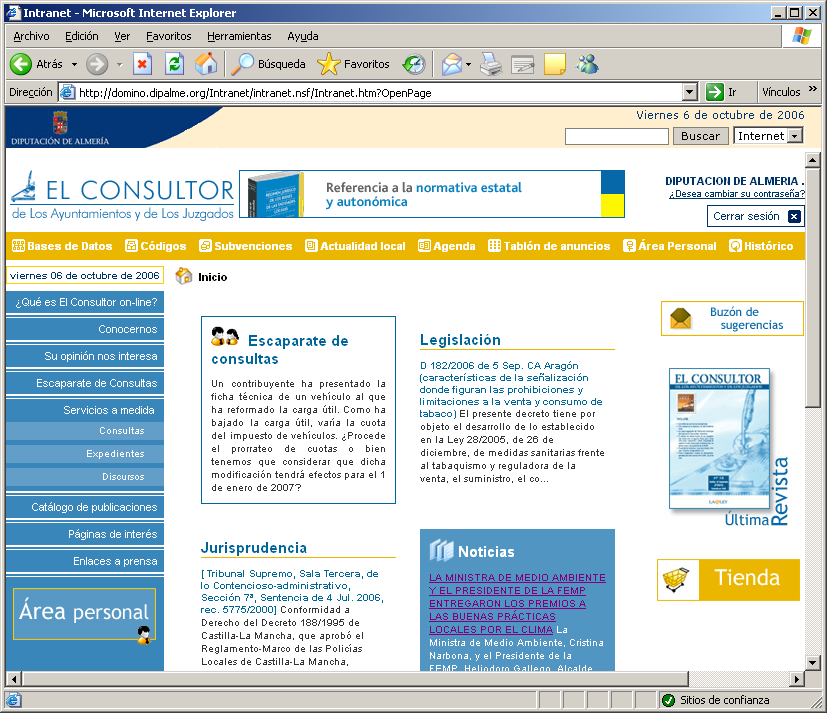 Intranet - Microsoft Internet Explorer
Archivo Edición Ver Favoritos Herramientas Ayuda
Atrás Búsqueda Favoritos
Dirección http://domino.dipalme.org/Intranet/intranet.nsf/Intranet.htm?OpenPage Ir Vínculos »
DIPUTACIÓN DE ALMERÍA
Viernes 6 de octubre de 2006
Buscar Internet
EL CONSULTOR
de Los Ayuntamientos y de Los Juzgados
Referencia a la normativa estatal
y autonómica
DIPUTACION DE ALMERIA .
¿Desea cambiar su contraseña?
Cerrar sesión
Bases de Datos Códigos Subvenciones Actualidad local Agenda Tablón de anuncios Área Personal Histórico
viernes 06 de octubre de 2006
Inicio
¿Qué es El Consultor on-line?
Conocernos
Su opinión nos interesa
Escaparate de Consultas
Servicios a medida
Consultas
Expedientes
Discursos
Catálogo de publicaciones
Páginas de interés
Enlaces a prensa
Área personal
Escaparate de
consultas
Un contribuyente ha presentado la
ficha técnica de un vehículo al que
ha reformado la carga útil. Como ha
bajado la carga útil, varía la cuota
del impuesto de vehículos. ¿Procede
el prorrateo de cuotas o bien
tenemos que considerar que dicha
modificación tendrá efectos para el 1
de enero de 2007?
Legislación
D 182/2006 de 5 Sep. CA Aragón
(características de la señalización
donde figuran las prohibiciones y
limitaciones a la venta y consumo de
tabaco) El presente decreto tiene por
objeto el desarrollo de lo establecido
en la Ley 28/2005, de 26 de
diciembre, de medidas sanitarias frente
al tabaquismo y reguladora de la
venta, el suministro, el co...
Jurisprudencia
[ Tribunal Supremo, Sala Tercera, de
lo Contencioso-administrativo,
Sección 7ª, Sentencia de 4 Jul. 2006,
rec. 5775/2000] Conformidad a
Derecho del Decreto 188/1995 de
Castilla-La Mancha, que aprobó el
Reglamento-Marco de las Policías
Locales de Castilla-La Mancha,
Noticias
LA MINISTRA DE MEDIO AMBIENTE
Y EL PRESIDENTE DE LA FEMP
ENTREGARON LOS PREMIOS A
LAS BUENAS PRÁCTICAS
LOCALES POR EL CLIMA La
Ministra de Medio Ambiente, Cristina
Narbona, y el Presidente de la
FEMP, Heliodoro Gallego, Alcalde
Buzón de
sugerencias
EL CONSULTOR
Última
Revista
Tienda
Sitios de confianza